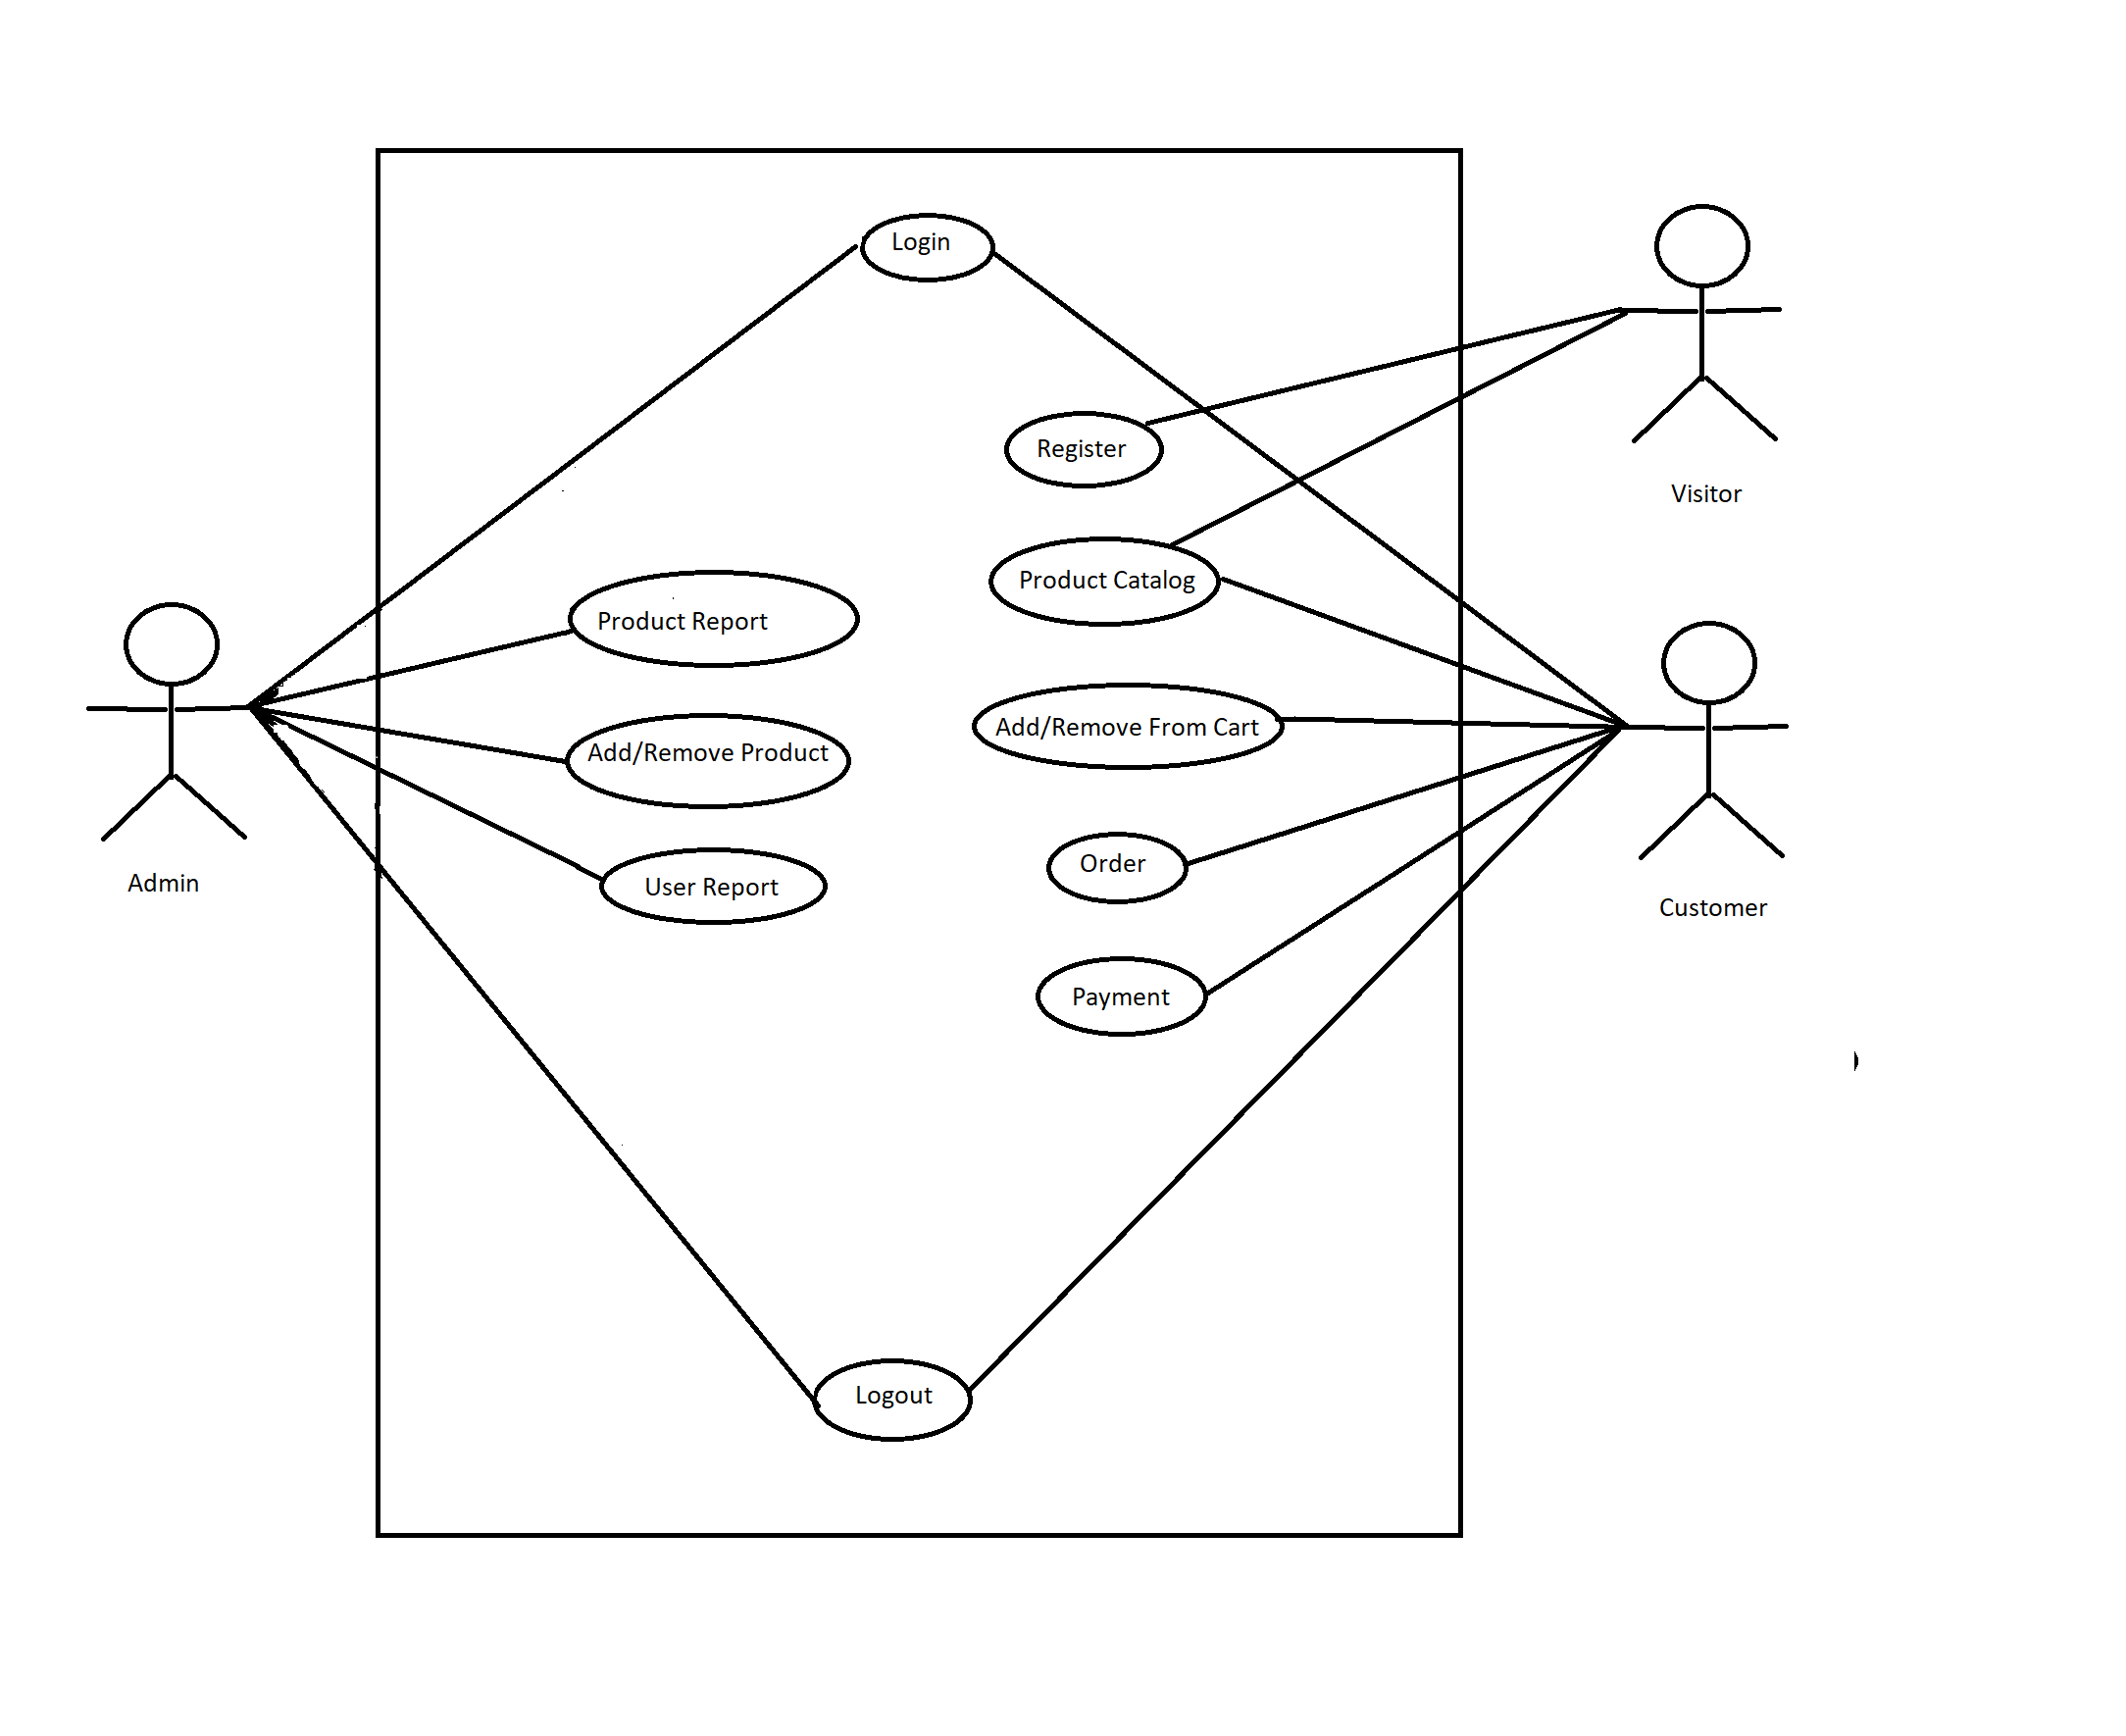 Login
Register
Visitor
Product Catalog
Product Report
Add/Remove From Cart
Add/Remove Product
Order
Admin
User Report
Customer
Payment
Logout